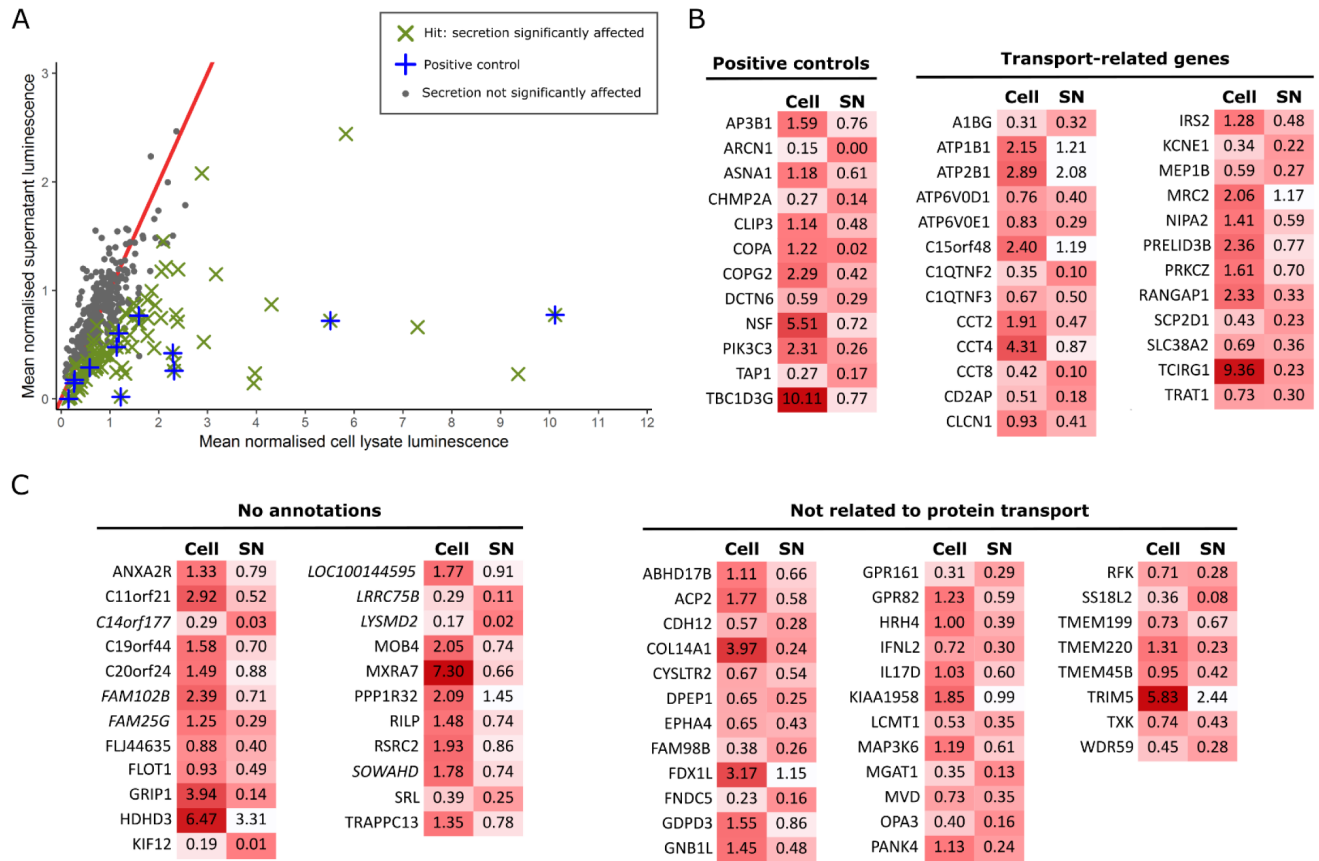 A
Hit: secretion significantly affected
Positive control
Secretion not significantly affected
Mean normalised supernatant luminescence
3
2
1
0
0 1 2 3 4 5 6 7 8 9 10 11 12
Mean normalised cell lysate luminescence
B
Positive controls
Cell SN
AP3B1 1.59 0.76
ARCN1 0.15 0.00
ASNA1 1.18 0.61
CHMP2A 0.27 0.14
CLIP3 1.14 0.48
COPA 1.22 0.02
COPG2 2.29 0.42
DCTN6 0.59 0.29
NSF 5.51 0.72
PIK3C3 2.31 0.26
TAP1 0.27 0.17
TBC1D3G 10.11 0.77
Transport-related genes
Cell SN
A1BG 0.31 0.32
ATP1B1 2.15 1.21
ATP2B1 2.89 2.08
ATP6V0D1 0.76 0.40
ATP6V0E1 0.83 0.29
C15orf48 2.40 1.19
C1QTNF2 0.35 0.10
C1QTNF3 0.67 0.50
CCT2 1.91 0.47
CCT4 4.31 0.87
CCT8 0.42 0.10
CD2AP 0.51 0.18
CLCN1 0.93 0.41
Cell SN
IRS2 1.28 0.48
KCNE1 0.34 0.22
MEP1B 0.59 0.27
MRC2 2.06 1.17
NIPA2 1.41 0.59
PRELID3B 2.36 0.77
PRKCZ 1.61 0.70
RANGAP1 2.33 0.33
SCP2D1 0.43 0.23
SLC38A2 0.69 0.36
TCIRG1 9.36 0.23
TRAT1 0.73 0.30
C
No annotations
Cell SN
ANXA2R 1.33 0.79
C11orf21 2.92 0.52
C14orf177 0.29 0.03
C19orf44 1.58 0.70
C20orf24 1.49 0.88
FAM102B 2.39 0.71
FAM25G 1.25 0.29
FLJ44635 0.88 0.40
FLOT1 0.93 0.49
GRIP1 3.94 0.14
HDHD3 6.47 3.31
KIF12 0.19 0.01
Cell SN
LOC100144595 1.77 0.91
LRRC75B 0.29 0.11
LYSMD2 0.17 0.02
MOB4 2.05 0.74
MXRA7 7.30 0.66
PPP1R32 2.09 1.45
RILP 1.48 0.74
RSRC2 1.93 0.86
SOWAHD 1.78 0.74
SRL 0.39 0.25
TRAPPC13 1.35 0.78
Not related to protein transport
Cell SN
ABHD17B 1.11 0.66
ACP2 1.77 0.58
CDH12 0.57 0.28
COL14A1 3.97 0.24
CYSLTR2 0.67 0.54
DPEP1 0.65 0.25
EPHA4 0.65 0.43
FAM98B 0.38 0.26
FDX1L 3.17 1.15
FNDC5 0.23 0.16
GDPD3 1.55 0.86
GNB1L 1.45 0.48
Cell SN
GPR161 0.31 0.29
GPR82 1.23 0.59
HRH4 1.00 0.39
IFNL2 0.72 0.30
IL17D 1.03 0.60
KIAA1958 1.85 0.99
LCMT1 0.53 0.35
MAP3K6 1.19 0.61
MGAT1 0.35 0.13
MVD 0.73 0.35
OPA3 0.40 0.16
PANK4 1.13 0.24
Cell SN
RFK 0.71 0.28
SS18L2 0.36 0.08
TMEM199 0.73 0.67
TMEM220 1.31 0.23
TMEM45B 0.95 0.42
TRIM5 5.83 2.44
TXK 0.74 0.43
WDR59 0.45 0.28